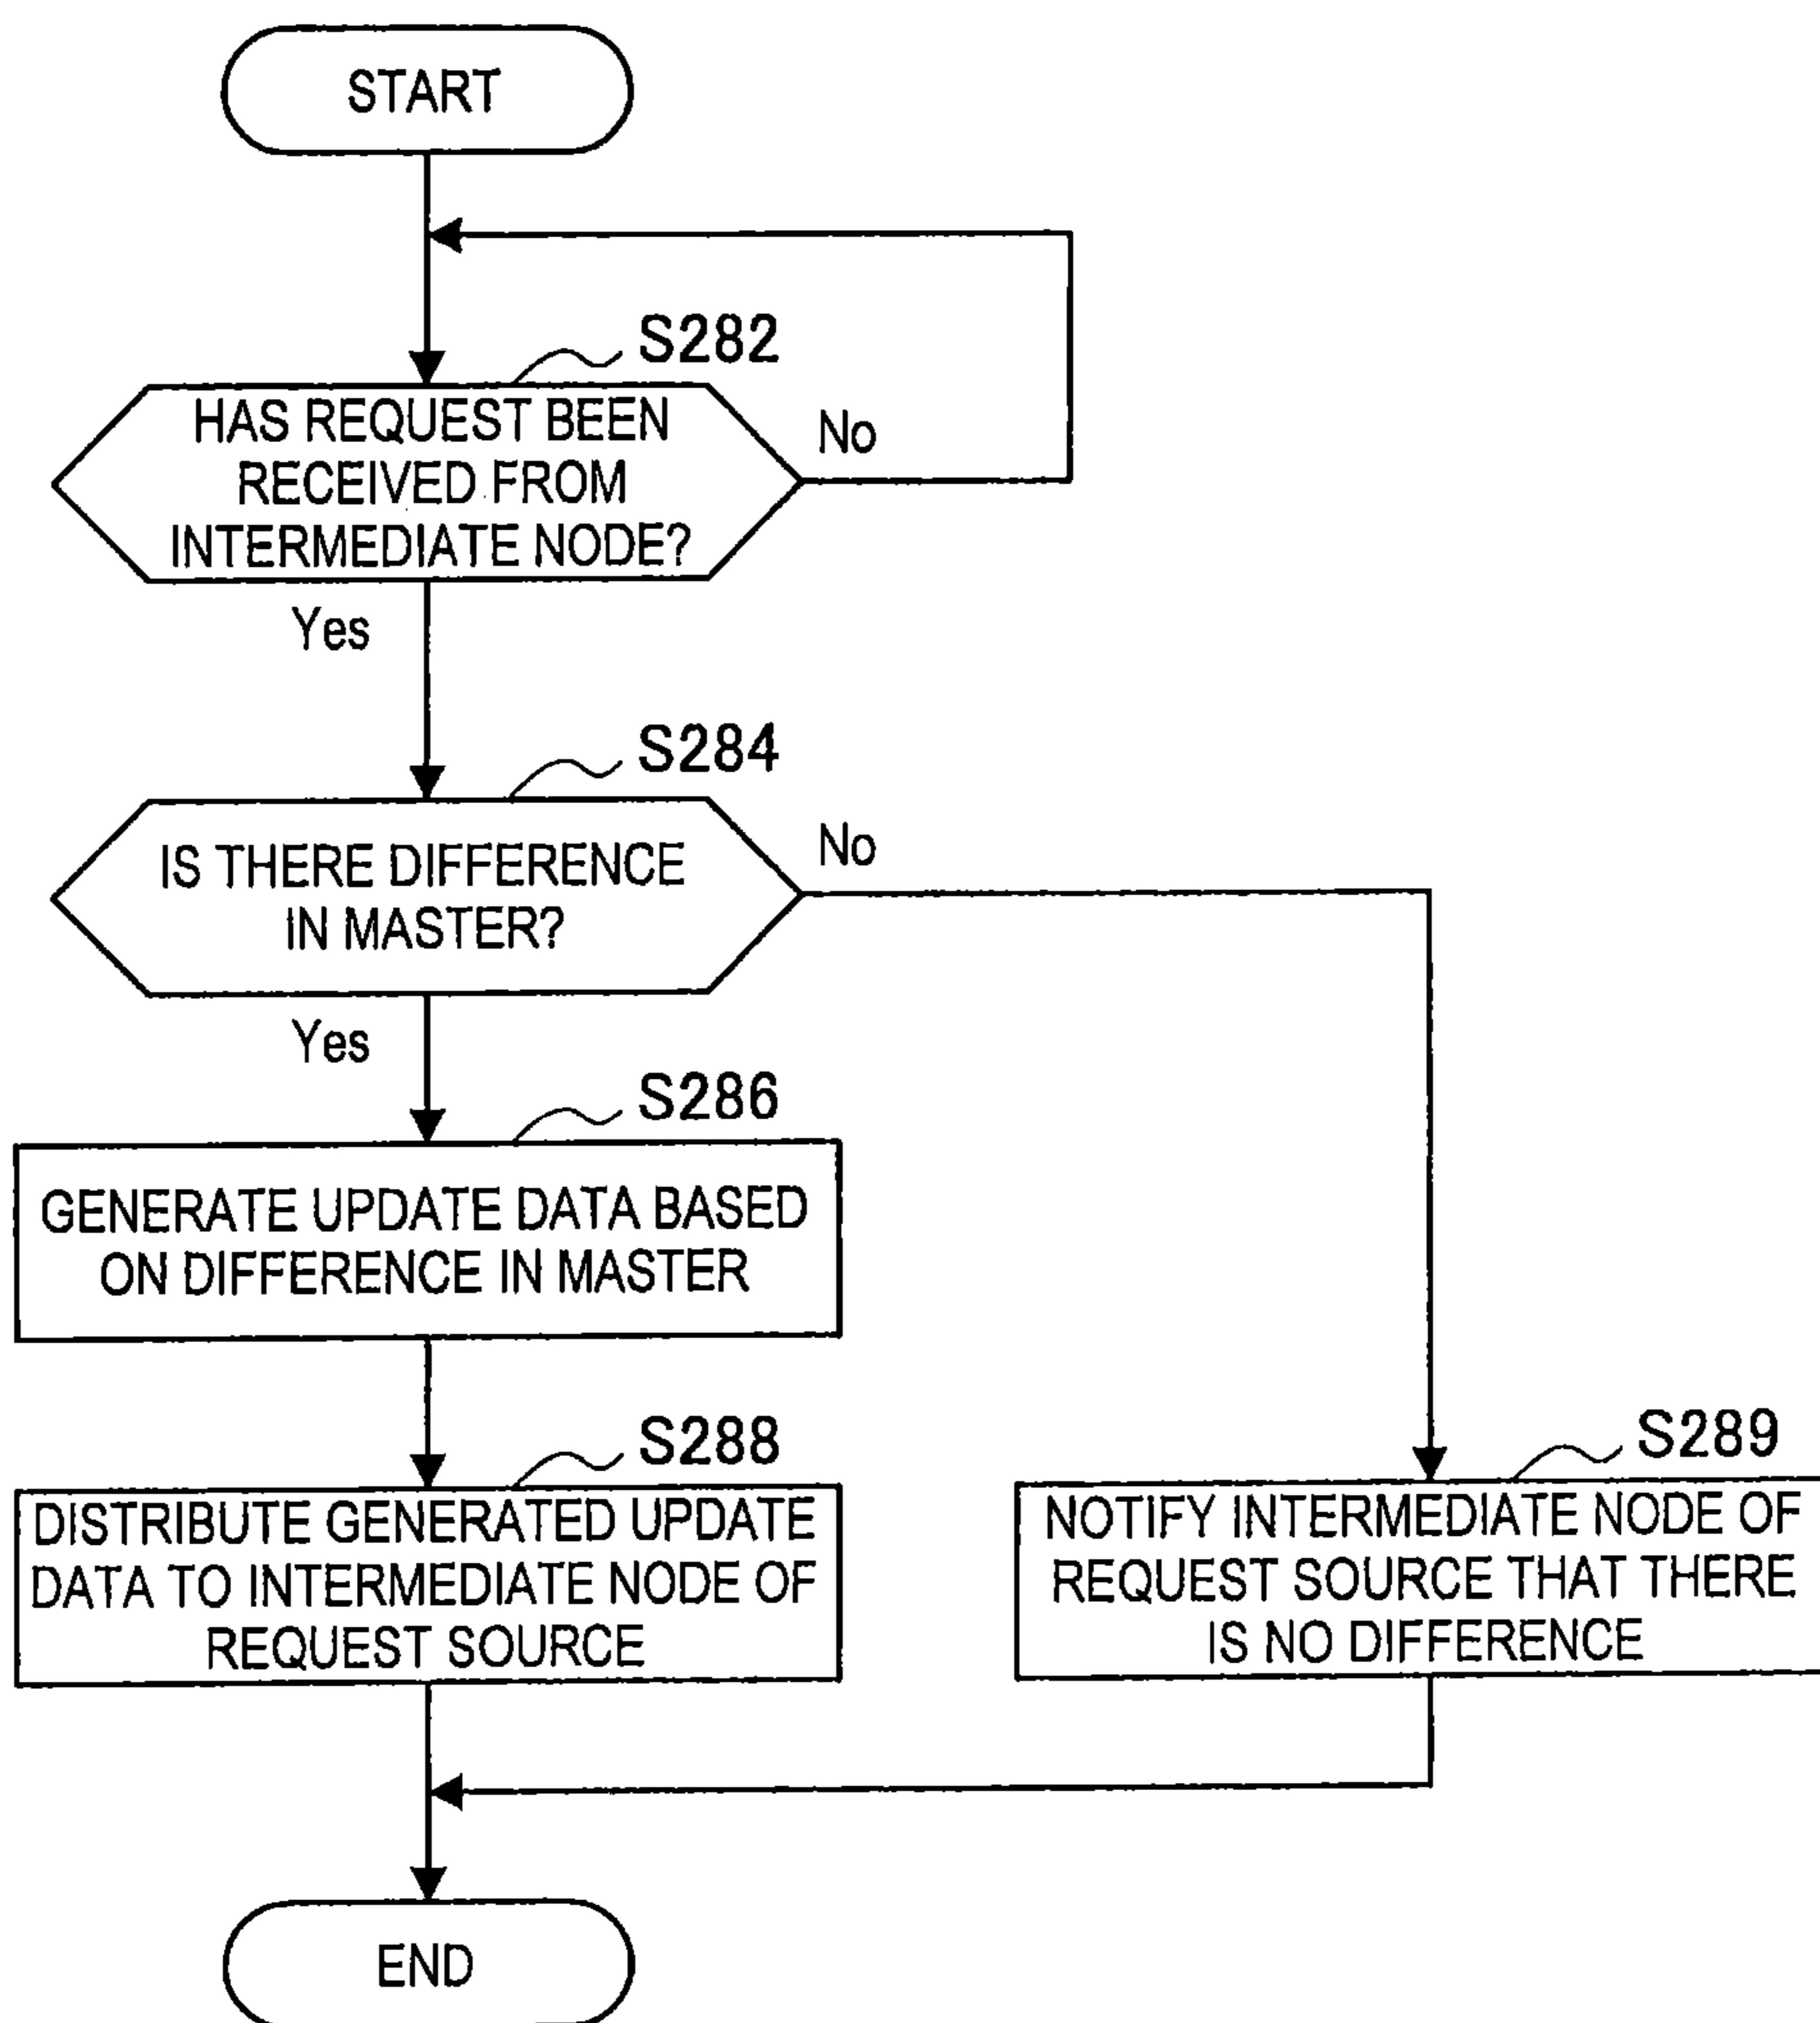 START
S282
HAS REQUEST BEEN
RECEIVED FROM
INTERMEDIATE NODE?
No
Yes
S284
IS THERE DIFFERENCE
IN MASTER?
No
Yes
S286
GENERATE UPDATE DATA BASED
ON DIFFERENCE IN MASTER
S288
DISTRIBUTE GENERATED UPDATE
DATA TO INTERMEDIATE NODE OF
REQUEST SOURCE
S289
NOTIFY INTERMEDIATE NODE OF
REQUEST SOURCE THAT THERE
IS NO DIFFERENCE
END